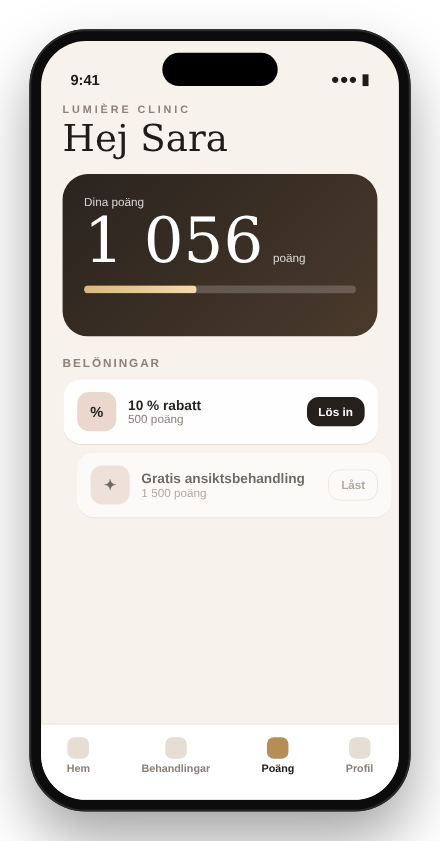 9:41
LUMIÈRE CLINIC
Hej Sara
Dina poäng
1 056 poäng
BELÖNINGAR
% 10 % rabatt
500 poäng
Lös in
Gratis ansiktsbehandling
1 500 poäng
Låst
Hem Behandlingar Poäng Profil